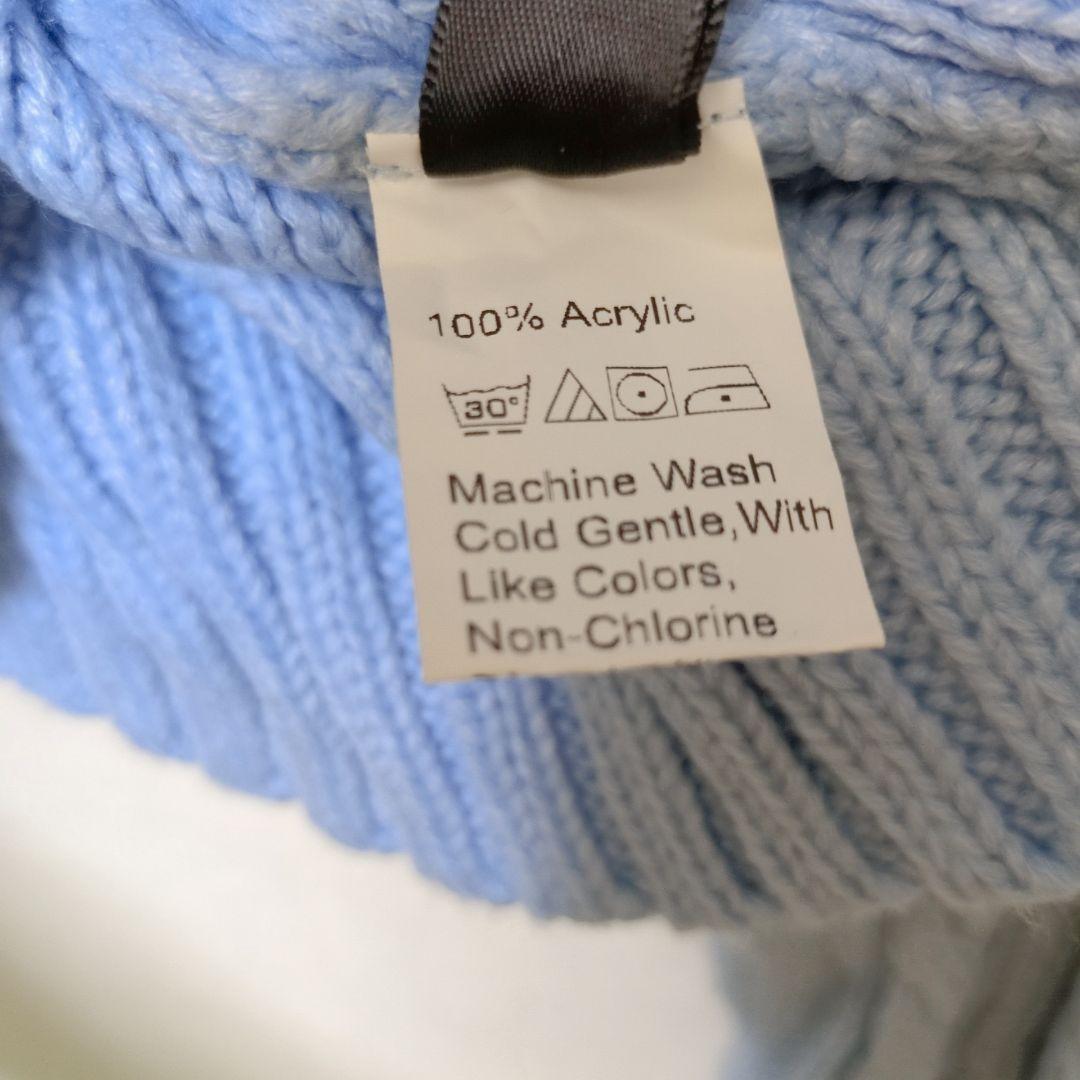 100% Acrylic
30°
Machine Wash
Cold Gentle,With
Like Colors,
Non-Chlorine